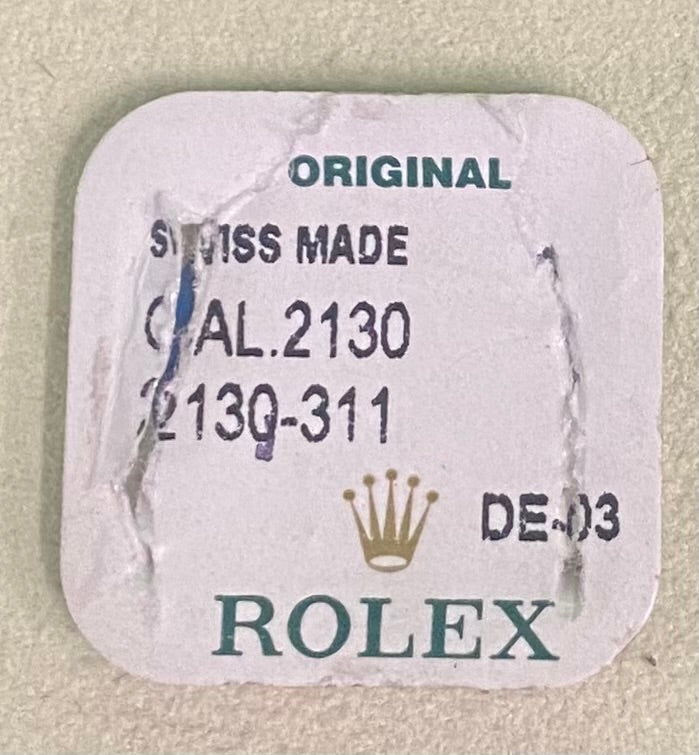 ORIGINAL
SWISS MADE
CAL.2130
2130-311
DE-03
ROLEX